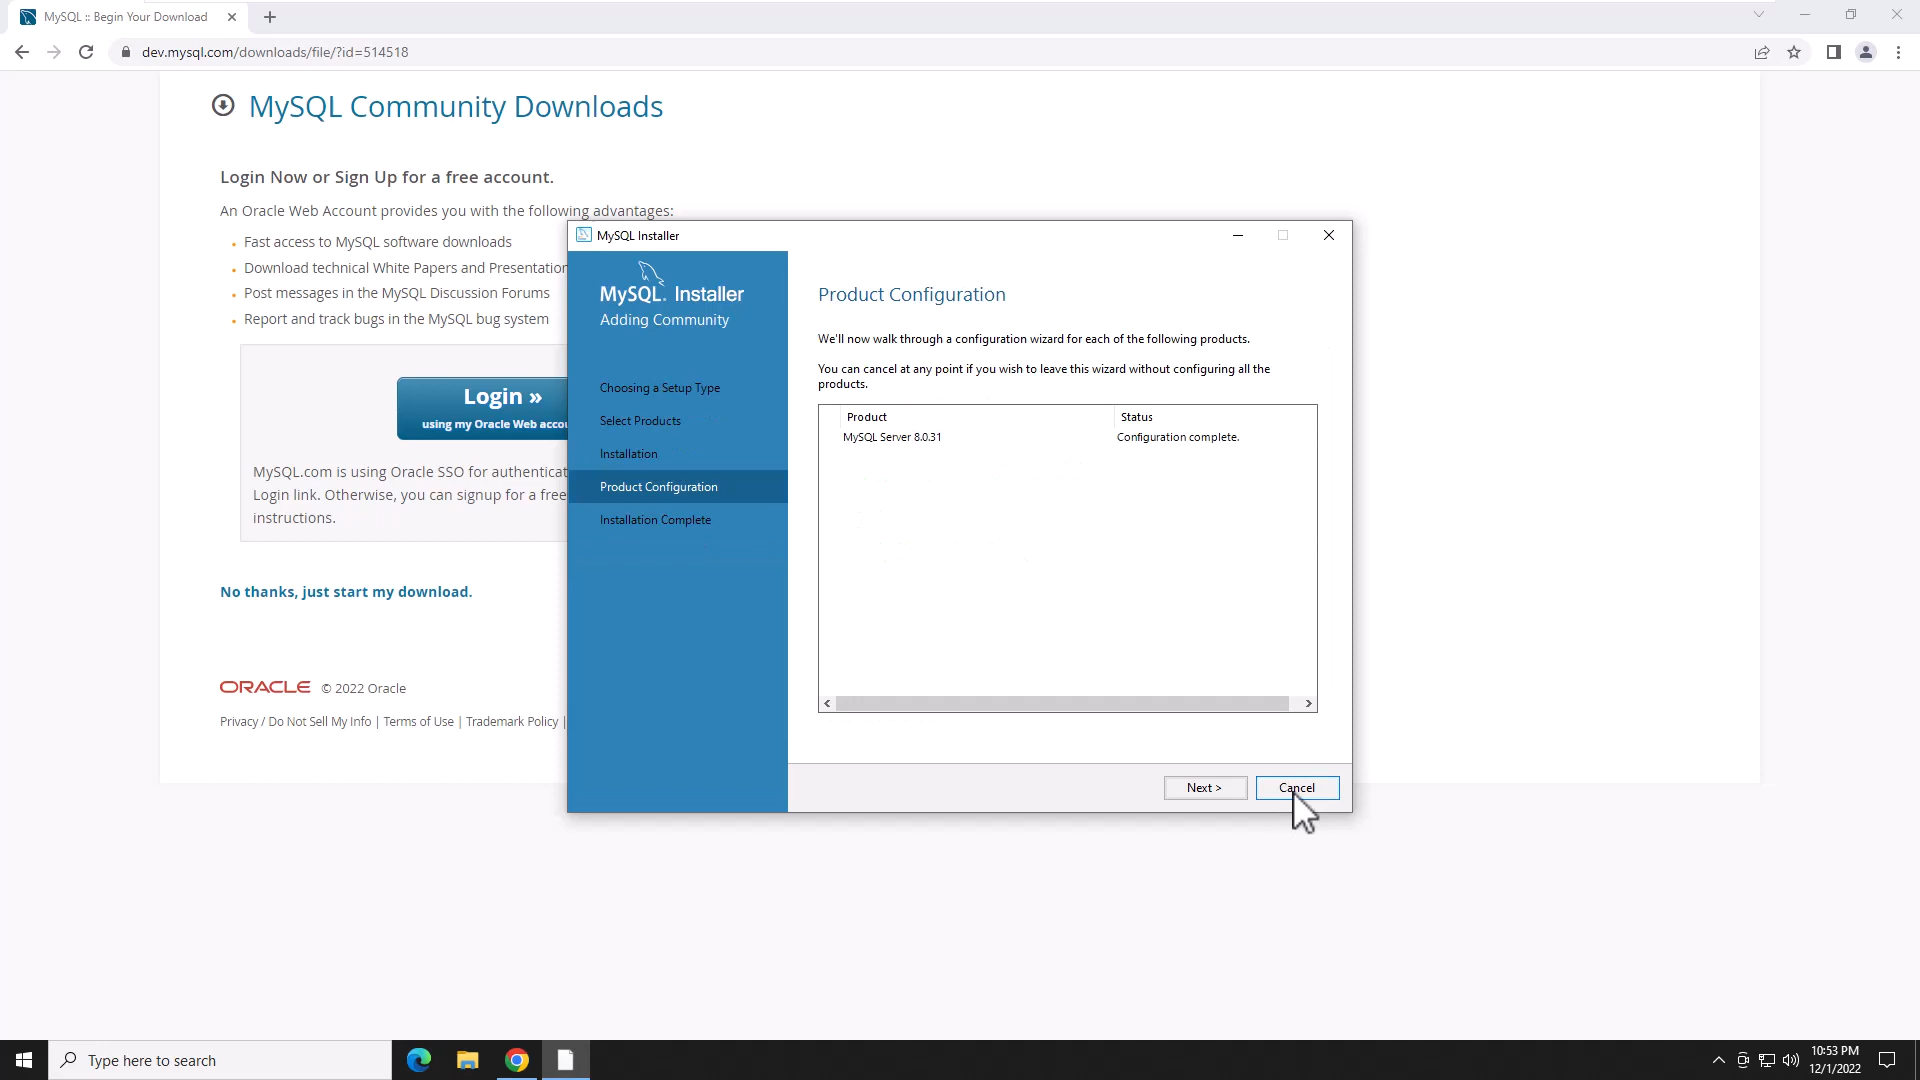 MySQL :: Begin Your Download
dev.mysql.com/downloads/file/?id=514518
MySQL Community Downloads
Login Now or Sign Up for a free account.
An Oracle Web Account provides you with the following advantages:
Fast access to MySQL software downloads
Download technical White Papers and Presentation
Post messages in the MySQL Discussion Forums
Report and track bugs in the MySQL bug system
Login »
using my Oracle Web accou
MySQL.com is using Oracle SSO for authenticat
Login link. Otherwise, you can signup for a free
instructions.
No thanks, just start my download.
ORACLE © 2022 Oracle
Privacy / Do Not Sell My Info | Terms of Use | Trademark Policy |
MySQL Installer
MySQL. Installer
Adding Community
Choosing a Setup Type
Select Products
Installation
Product Configuration
Installation Complete
Product Configuration
We'll now walk through a configuration wizard for each of the following products.
You can cancel at any point if you wish to leave this wizard without configuring all the
products.
Product Status
MySQL Server 8.0.31 Configuration complete.
Next > Cancel
Type here to search
10:53 PM
12/1/2022